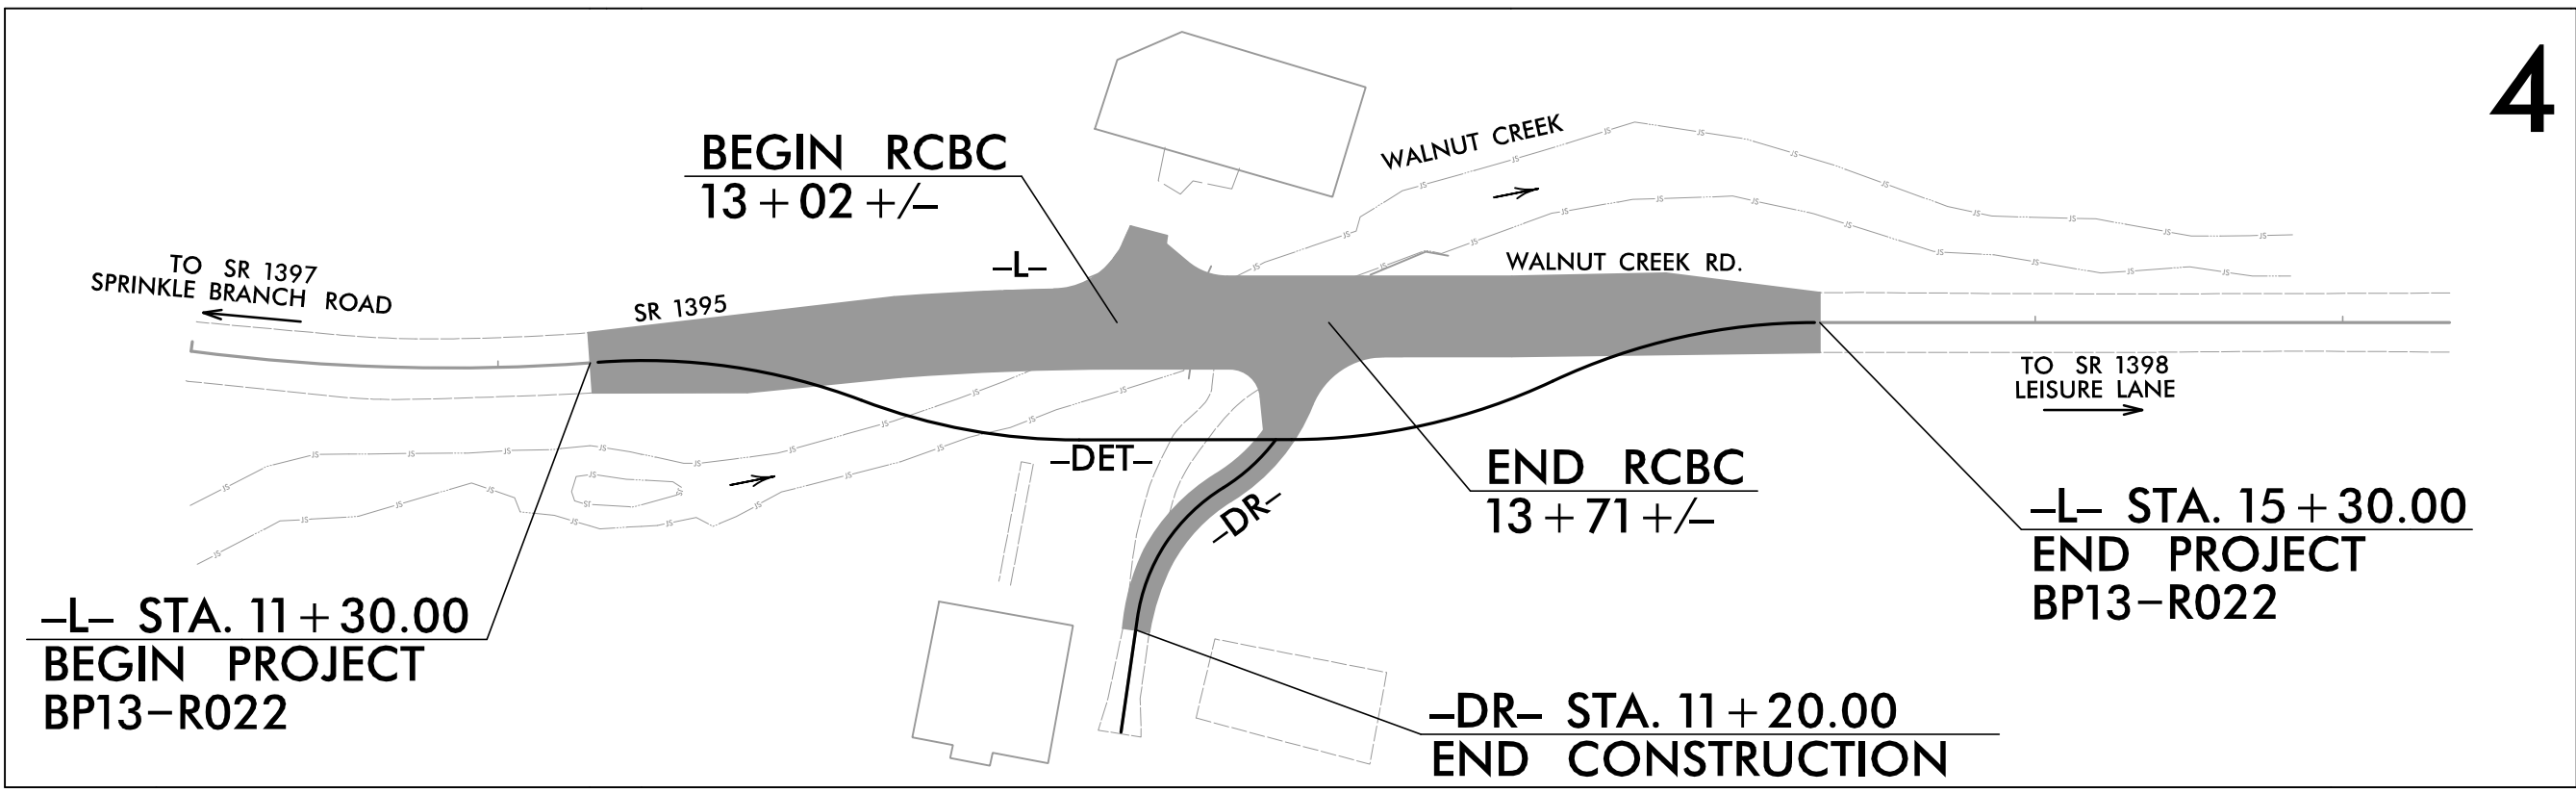 4
WALNUT CREEK
BEGIN RCBC
13+02 +/–
–L–
WALNUT CREEK RD.
TO SR 1397
SPRINKLE BRANCH ROAD
SR 1395
TO SR 1398
LEISURE LANE
–DET–
END RCBC
13+71 +/–
–DR–
–L– STA. 15+30.00
END PROJECT
BP13–R022
–L– STA. 11+30.00
BEGIN PROJECT
BP13–R022
–DR– STA. 11+20.00
END CONSTRUCTION